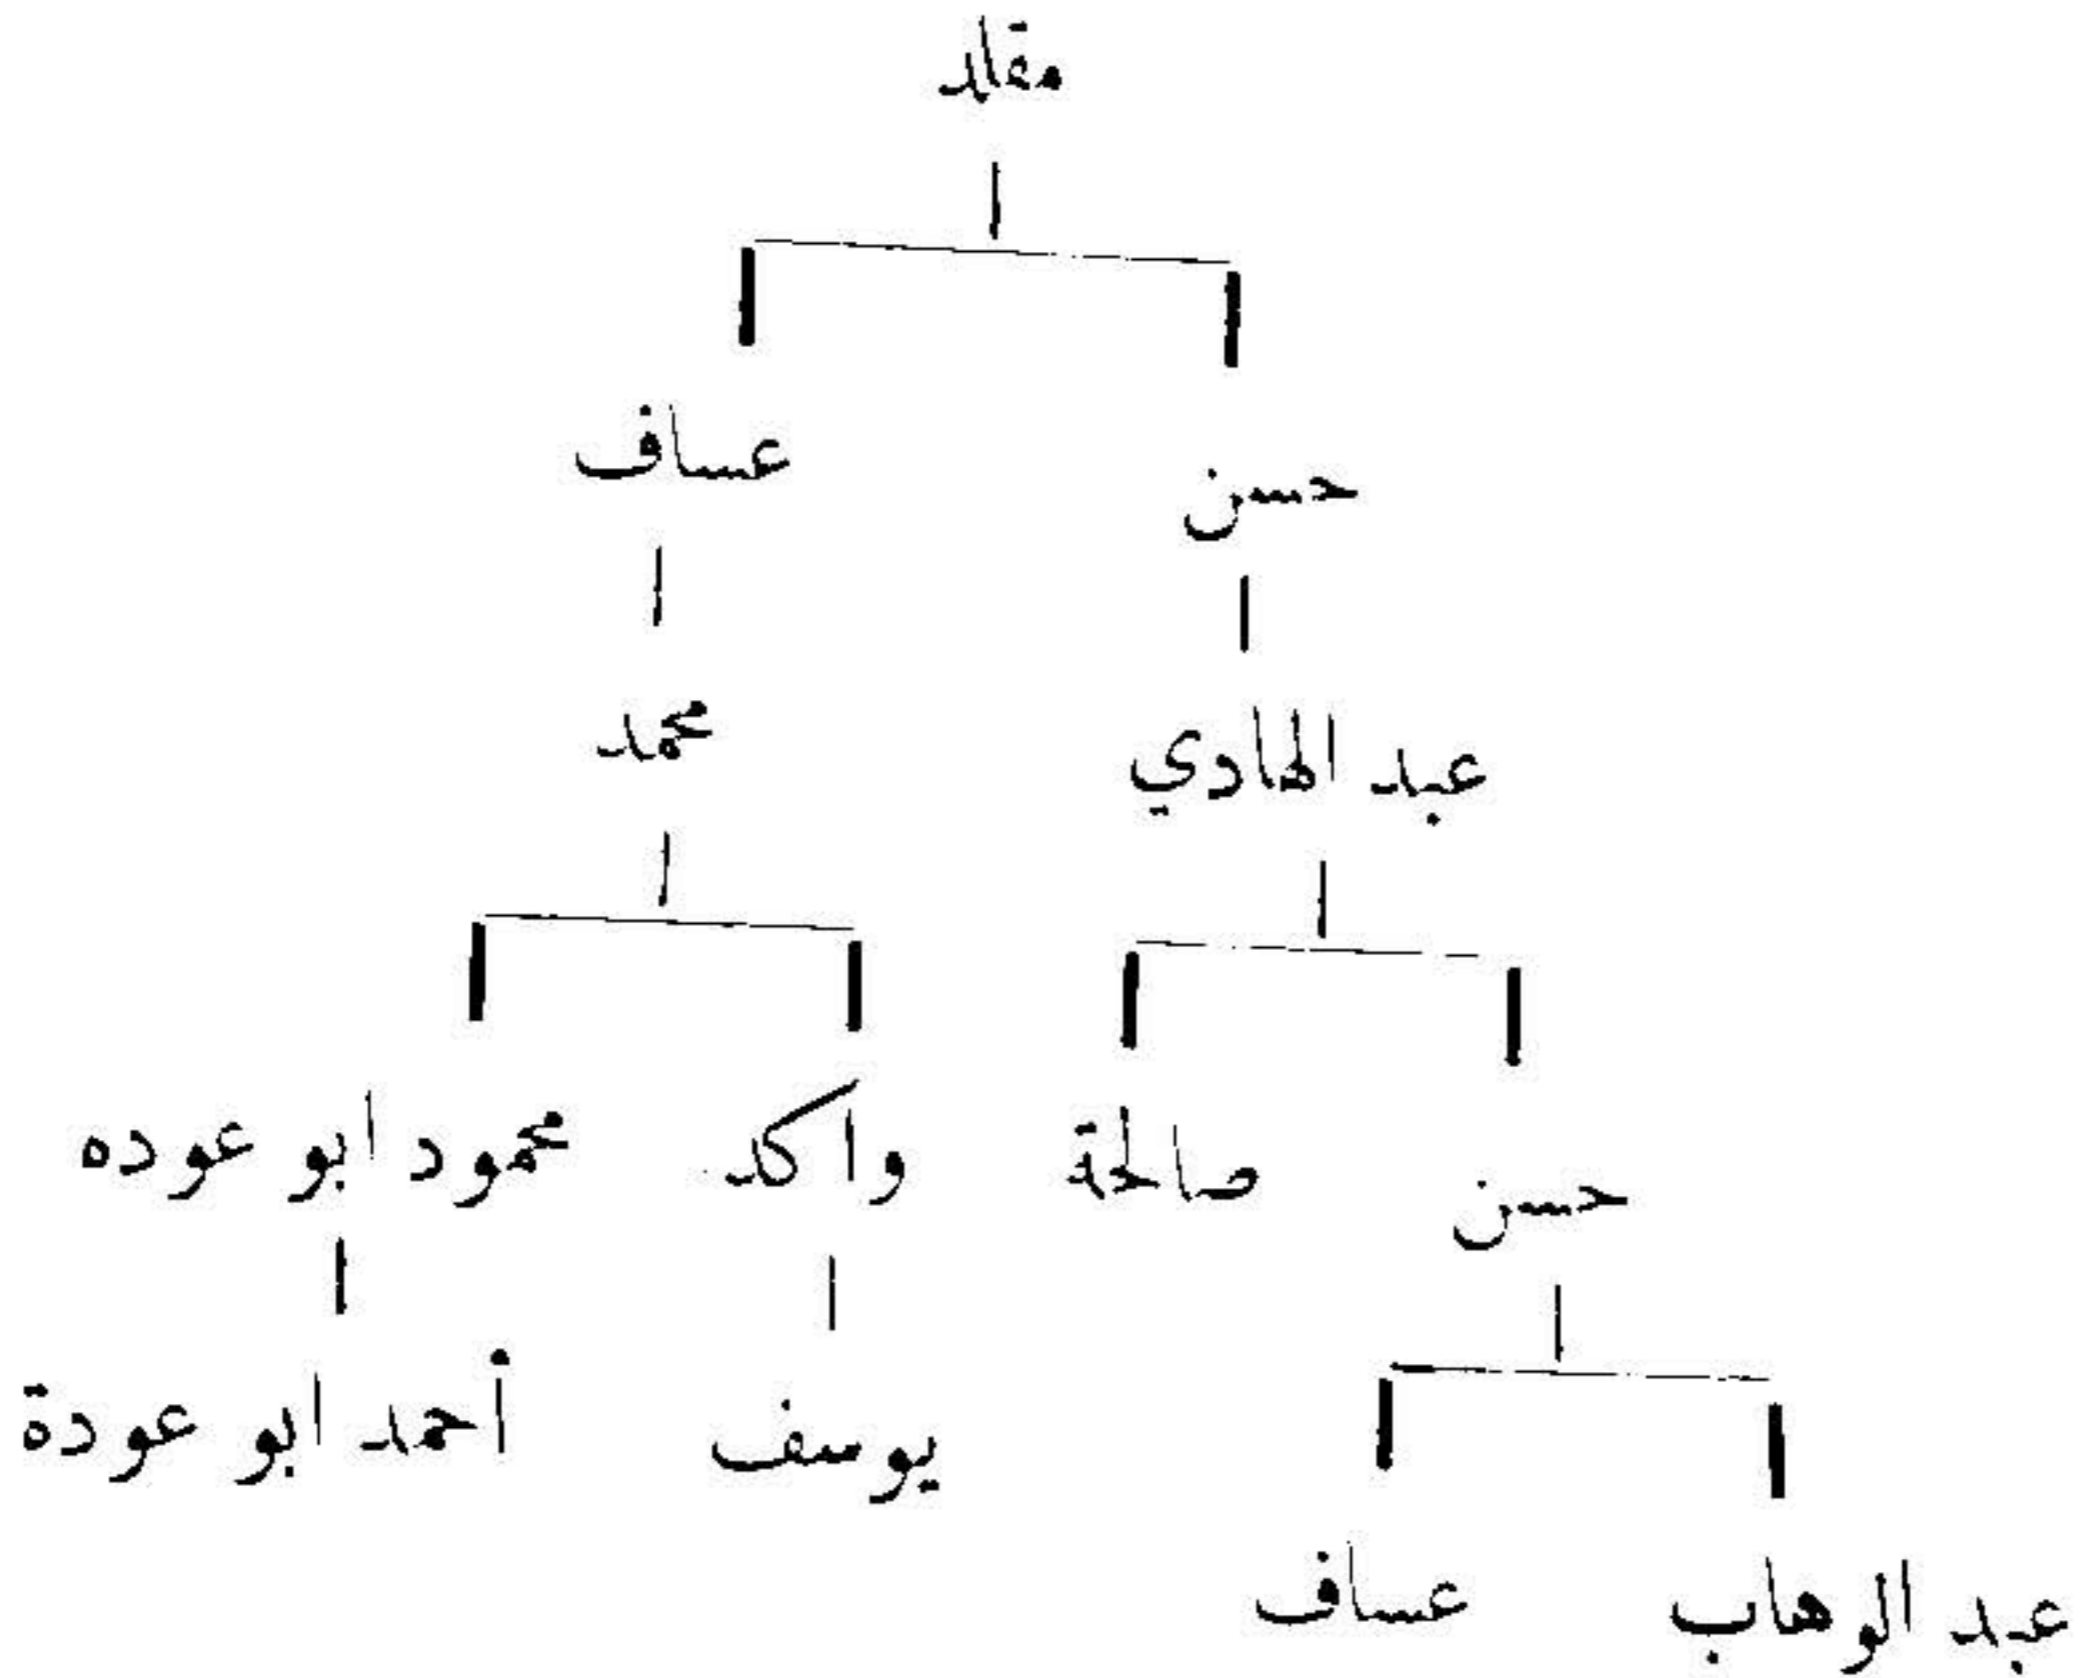 مقلد
حسن عساف
عبد الهادي محمد
حسن صالحة واكد محمود ابو عوده
يوسف أحمد ابو عودة
عبد الوهاب عساف